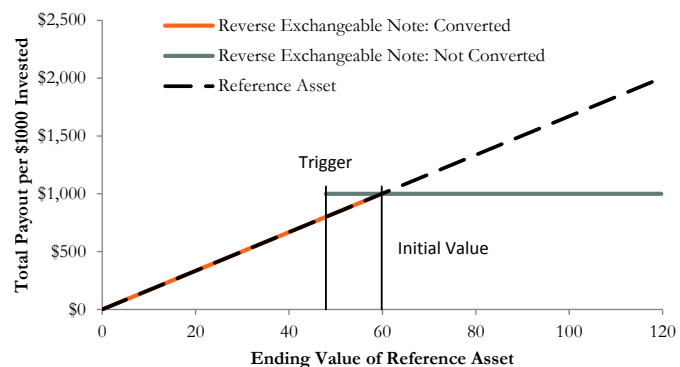 $2,500
$2,000
$1,500
$1,000
$500
$0
Total Payout per $1000 Invested
Reverse Exchangeable Note: Converted
Reverse Exchangeable Note: Not Converted
Reference Asset
Trigger
Initial Value
0 20 40 60 80 100 120
Ending Value of Reference Asset